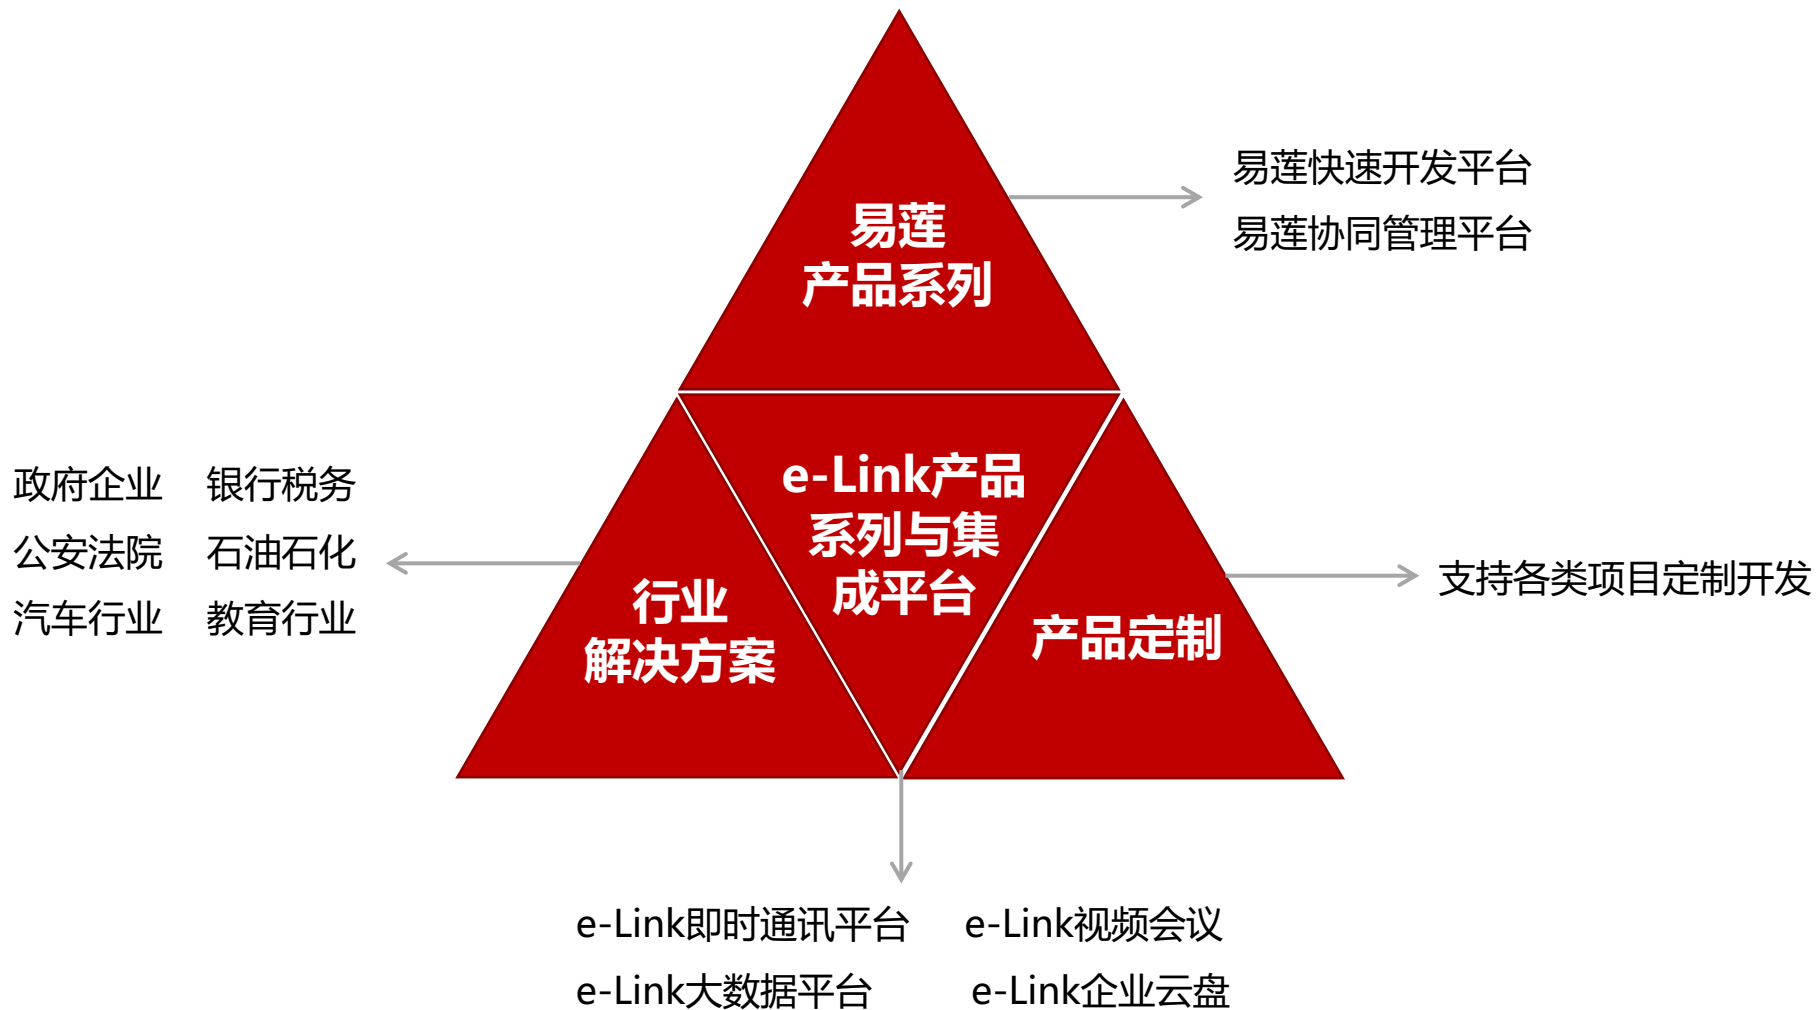 易莲
产品系列
易莲快速开发平台
易莲协同管理平台
e-Link产品
系列与集
成平台
政府企业 银行税务
公安法院 石油石化
汽车行业 教育行业
行业
解决方案
产品定制
支持各类项目定制开发
e-Link即时通讯平台 e-Link视频会议
e-Link大数据平台 e-Link企业云盘